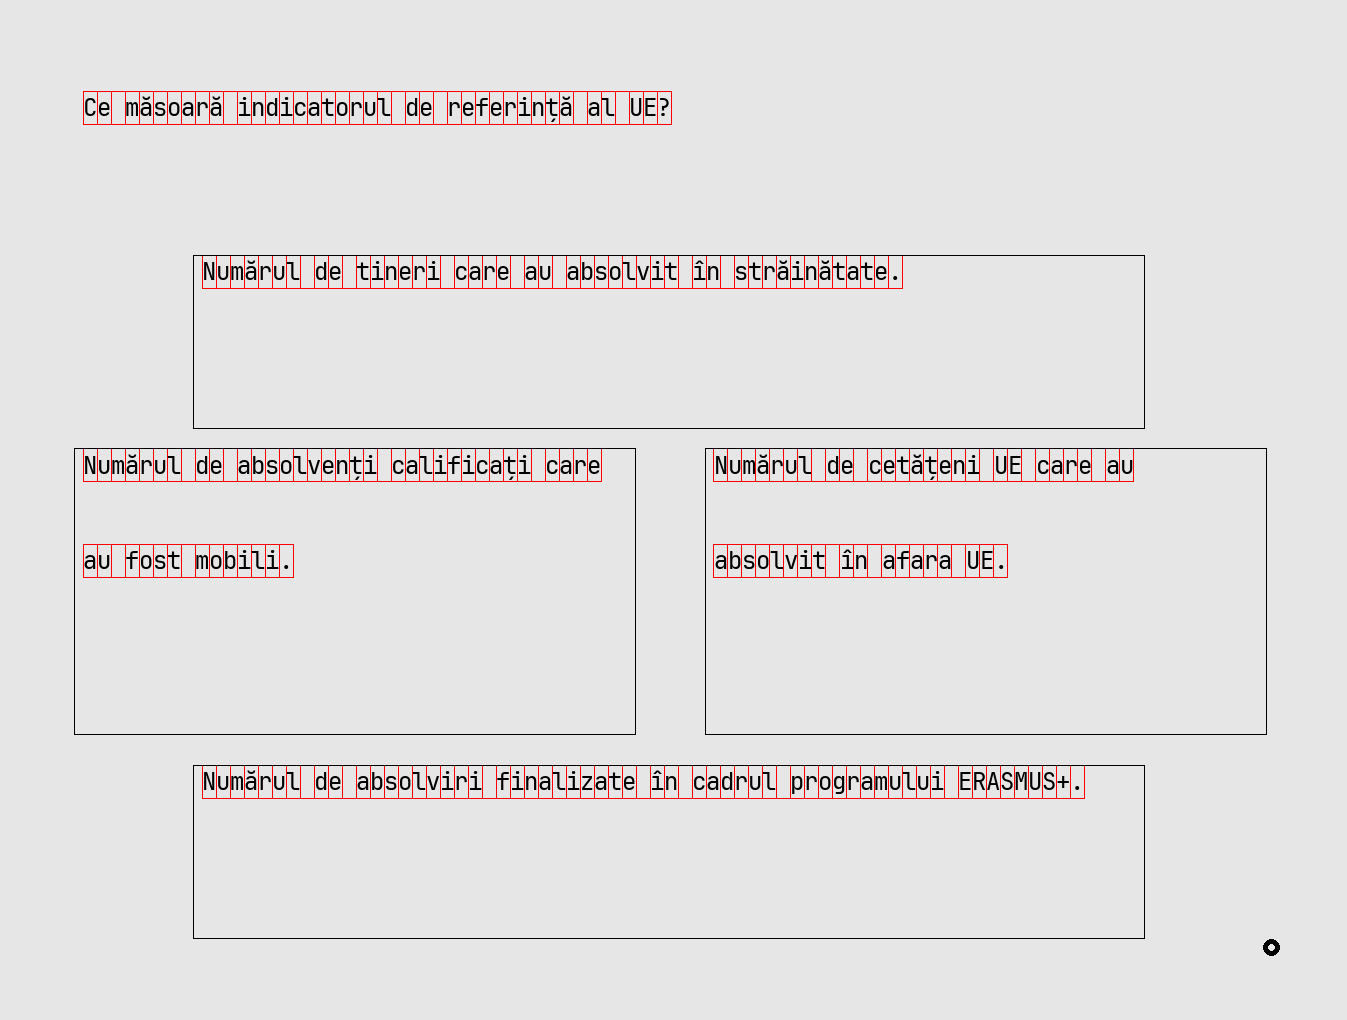 Ce măsoară indicatorul de referință al UE?
Numărul de tineri care au absolvit în străinătate.
Numărul de absolvenți calificați care
au fost mobili.
Numărul de cetățeni UE care au
absolvit în afara UE.
Numărul de absolviri finalizate în cadrul programului ERASMUS+.